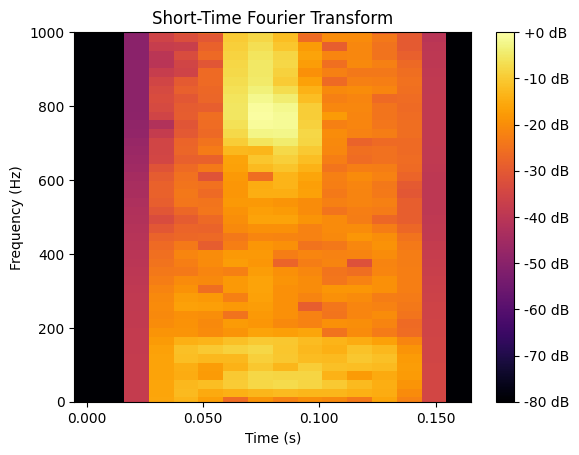 Short-Time Fourier Transform
1000
800
600
400
200
0
Frequency (Hz)
0.000
0.050
0.100
0.150
Time (s)
+0 dB
-10 dB
-20 dB
-30 dB
-40 dB
-50 dB
-60 dB
-70 dB
-80 dB